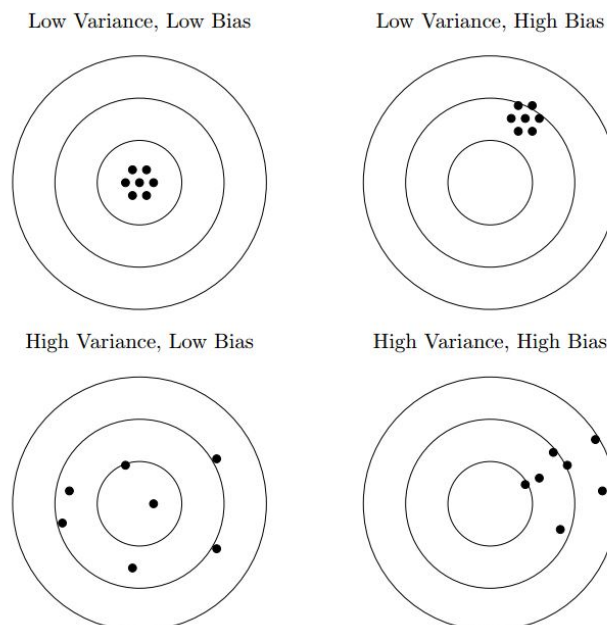 Low Variance, Low Bias
Low Variance, High Bias
High Variance, Low Bias
High Variance, High Bias